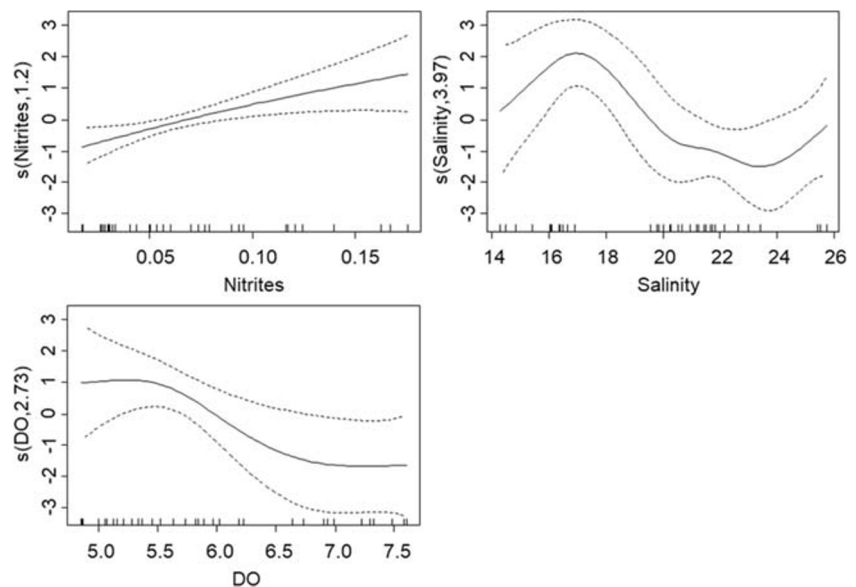 s(Nitrites,1.2)
3
2
1
0
-1
-2
-3
0.05 0.10 0.15
Nitrites
s(Salinity,3.97)
3
2
1
0
-1
-2
-3
14 16 18 20 22 24 26
Salinity
s(DO,2.73)
3
2
1
0
-1
-2
-3
5.0 5.5 6.0 6.5 7.0 7.5
DO